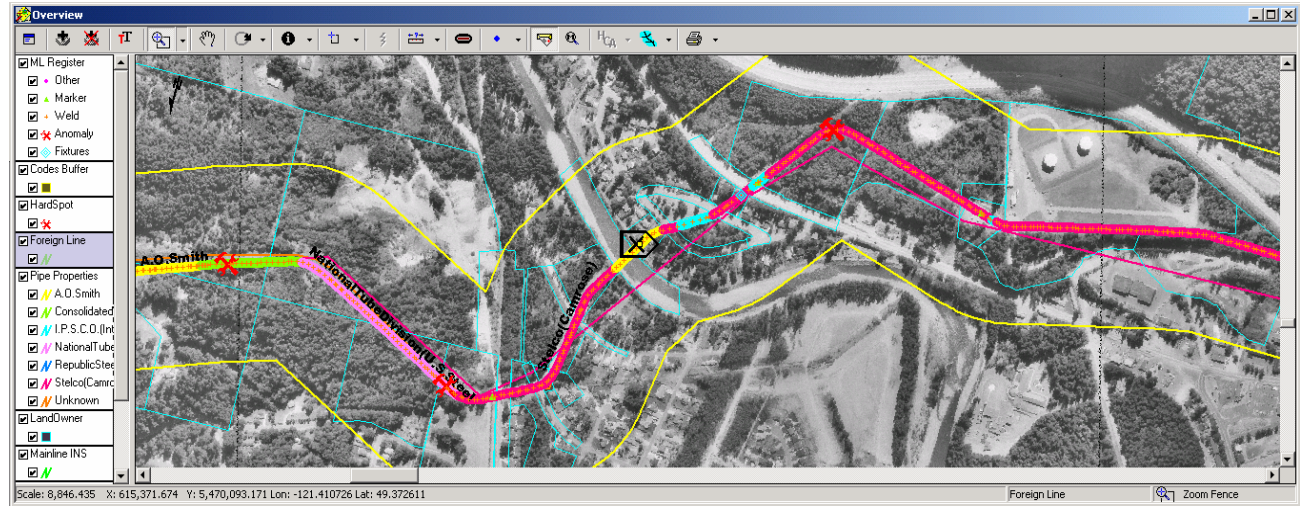 Overview
HCA
ML Register
Other
Marker
Weld
Anomaly
Fixtures
Codes Buffer
HardSpot
Foreign Line
Pipe Properties
A.O.Smith
Consolidated
I.P.S.C.O.(Int
NationalTube
RepublicStee
Stelco(Camro
Unknown
LandOwner
Mainline INS
A.O.Smith
NationalTubeDivision(U.S.Steel
Stelco(Camrose)
Scale: 8,846.435 X: 615,371.674 Y: 5,470,093.171 Lon: -121.410726 Lat: 49.372611
Foreign Line
Zoom Fence